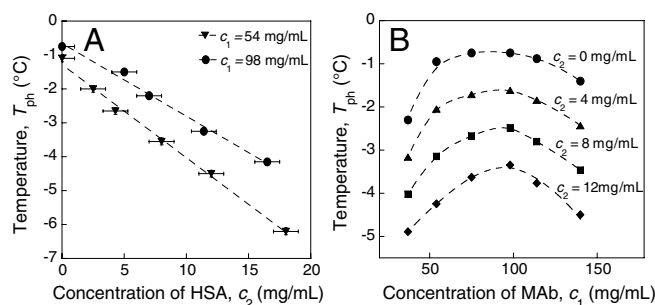 A
c₁ = 54 mg/mL
c₁ = 98 mg/mL
Temperature, Tₚₕ (°C)
0
-1
-2
-3
-4
-5
-6
-7
0
5
10
15
20
Concentration of HSA, c₂ (mg/mL)
B
c₂ = 0 mg/mL
c₂ = 4 mg/mL
c₂ = 8 mg/mL
c₂ = 12mg/mL
Temperature, Tₚₕ (°C)
0
-1
-2
-3
-4
-5
50
100
150
Concentration of MAb, c₁ (mg/mL)